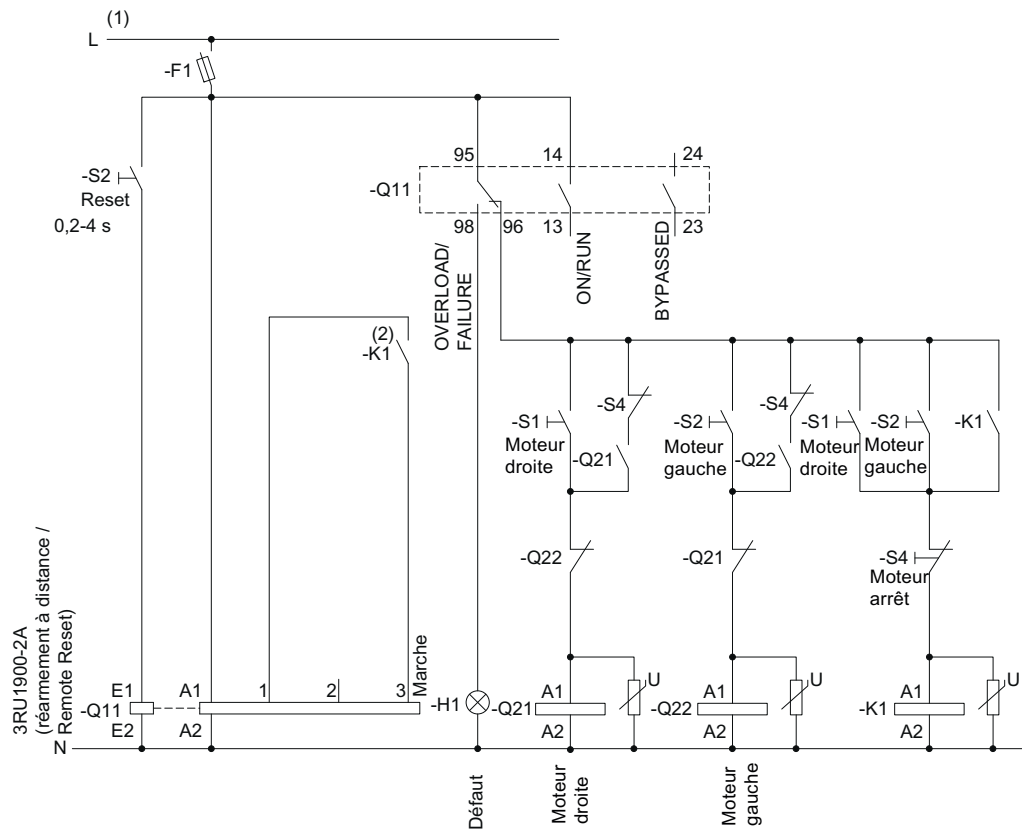 (1)
L
-F1
-S2
Reset
0,2-4 s
95
14
24
-Q11
98
96
13
23
OVERLOAD/
FAILURE
ON/RUN
BYPASSED
(2)
-K1
-S1
Moteur
droite
-S4
-Q21
-S2
Moteur
gauche
-S4
-Q22
-S1
Moteur
droite
-S2
Moteur
gauche
-K1
-Q22
-Q21
-S4
Moteur
arrêt
3RU1900-2A
(réarmement à distance /
Remote Reset)
E1
-Q11
E2
A1
A2
1
2
3
Marche
-H1
A1
-Q21
A2
U
A1
-Q22
A2
U
A1
-K1
A2
U
N
Défaut
Moteur
droite
Moteur
gauche